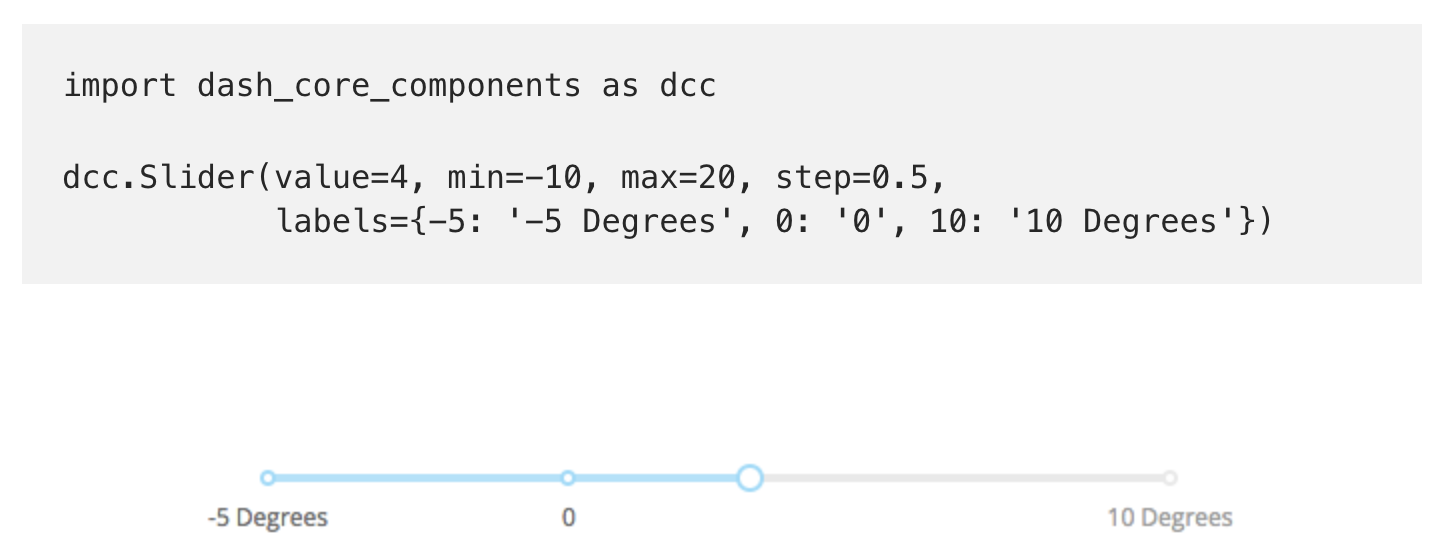 import dash_core_components as dcc
dcc.Slider(value=4, min=-10, max=20, step=0.5,
labels={-5: '-5 Degrees', 0: '0', 10: '10 Degrees'})
-5 Degrees 0 10 Degrees